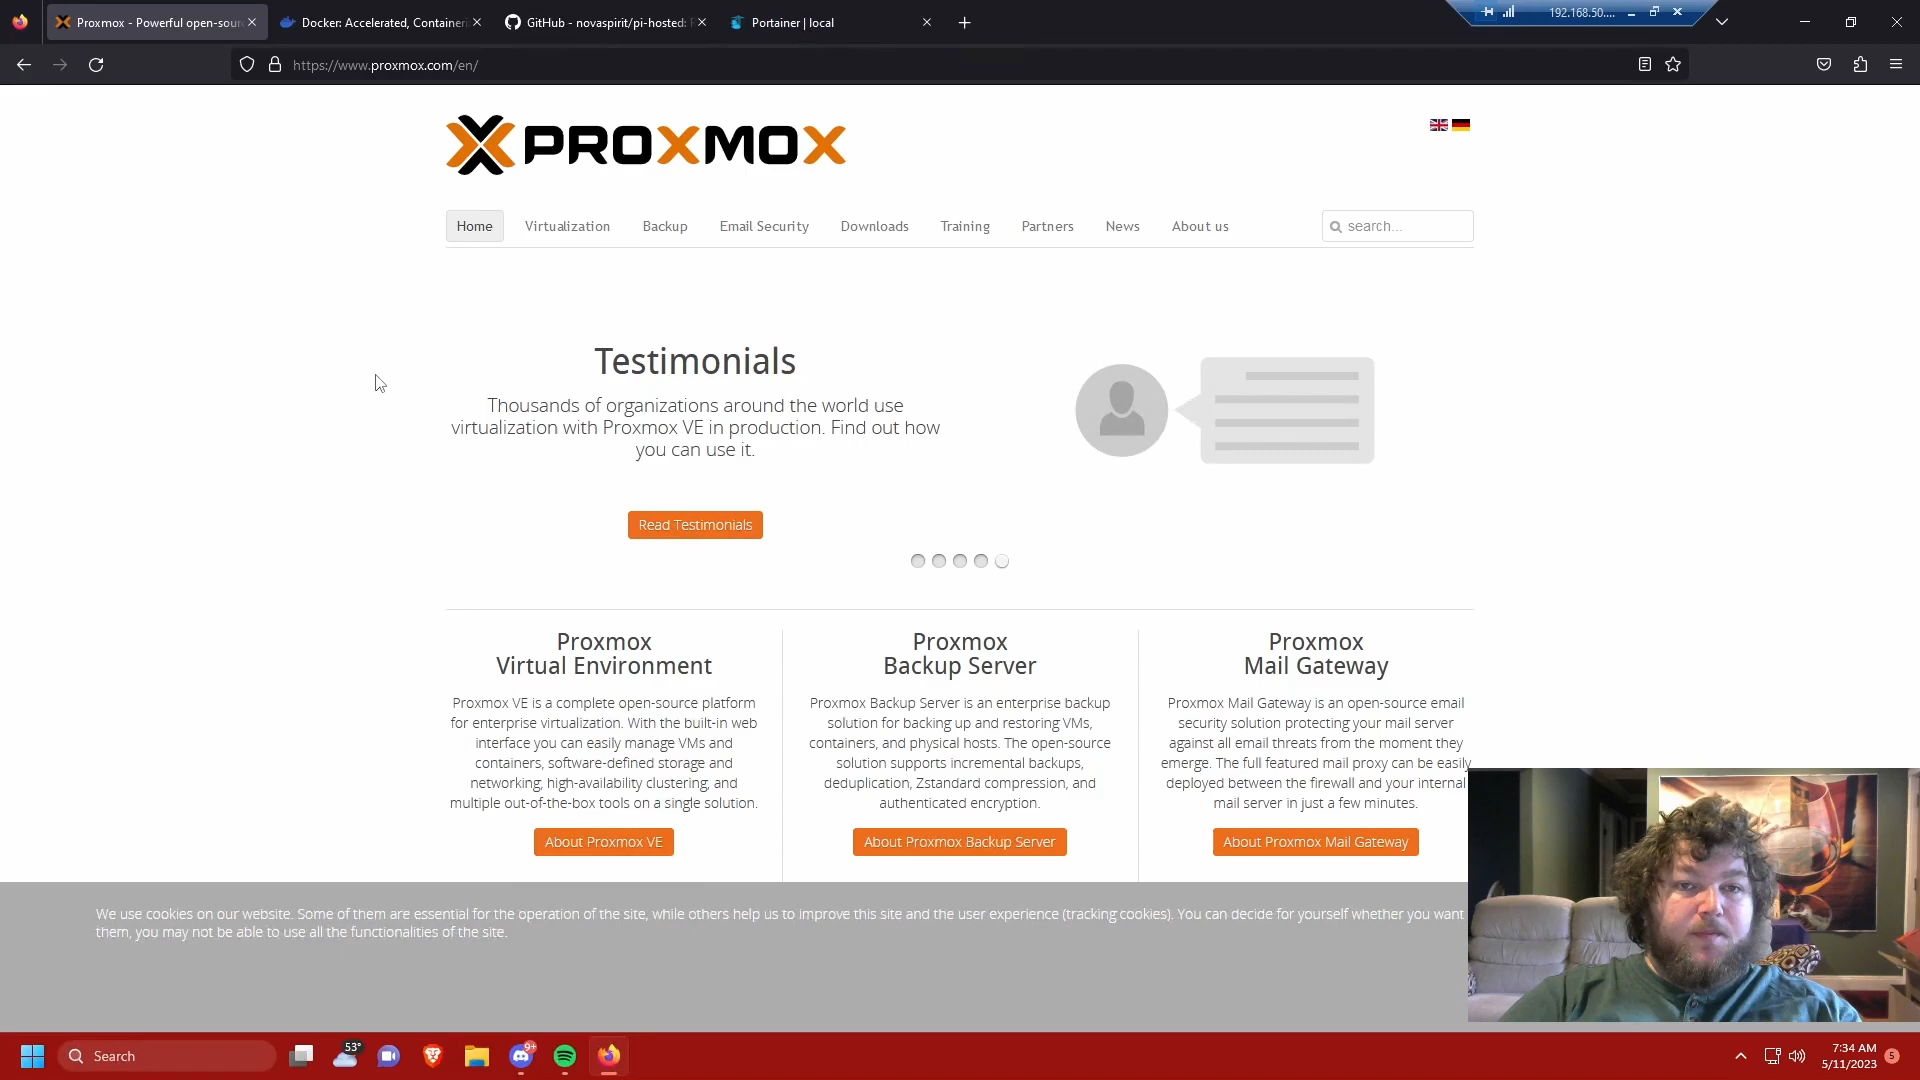 Proxmox - Powerful open-sour
Docker: Accelerated, Containeri
GitHub - novaspirit/pi-hosted: 
Portainer | local
192.168.50....
https://www.proxmox.com/en/
PROXMOX
Home
Virtualization
Backup
Email Security
Downloads
Training
Partners
News
About us
search...
Testimonials
Thousands of organizations around the world use
virtualization with Proxmox VE in production. Find out how
you can use it.
Read Testimonials
Proxmox
Virtual Environment
Proxmox VE is a complete open-source platform
for enterprise virtualization. With the built-in web
interface you can easily manage VMs and
containers, software-defined storage and
networking, high-availability clustering, and
multiple out-of-the-box tools on a single solution.
About Proxmox VE
Proxmox
Backup Server
Proxmox Backup Server is an enterprise backup
solution for backing up and restoring VMs,
containers, and physical hosts. The open-source
solution supports incremental backups,
deduplication, Zstandard compression, and
authenticated encryption.
About Proxmox Backup Server
Proxmox
Mail Gateway
Proxmox Mail Gateway is an open-source email
security solution protecting your mail server
against all email threats from the moment they
emerge. The full featured mail proxy can be easily
deployed between the firewall and your internal
mail server in just a few minutes.
About Proxmox Mail Gateway
We use cookies on our website. Some of them are essential for the operation of the site, while others help us to improve this site and the user experience (tracking cookies). You can decide for yourself whether you want
them, you may not be able to use all the functionalities of the site.
Search
53°
9+
7:34 AM
5/11/2023
5